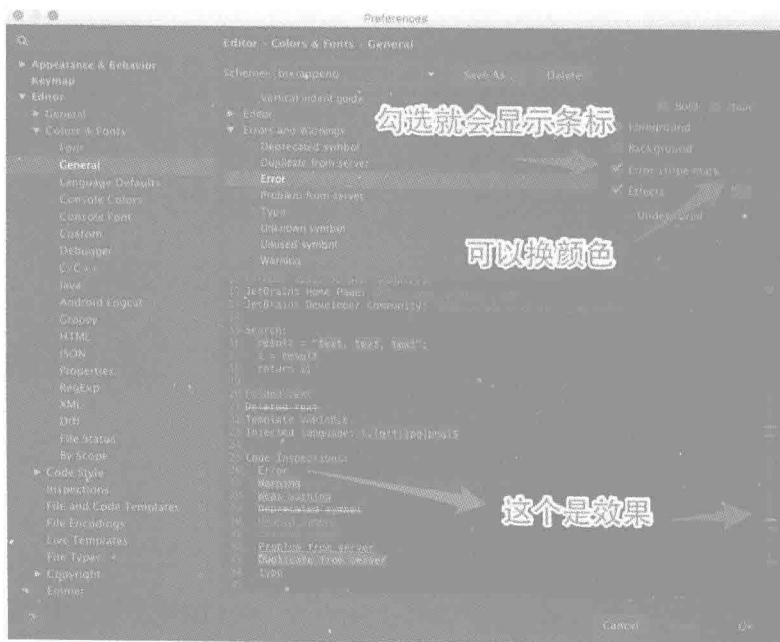 Preferences
Editor › Colors & Fonts › General
Appearance & Behavior
Keymap
Editor
General
Colors & Fonts
Font
General
Language Defaults
Console Colors
Console Font
Custom
Debugger
C/C++
Java
Android Logcat
Groovy
HTML
JSON
Properties
RegExp
XML
Diff
File Status
By Scope
Code Style
Inspections
File and Code Templates
File Encodings
Live Templates
File Types
Copyright
Emmet
Scheme:
Save As...
Delete
Vertical indent guide
Editor
Errors and Warnings
Deprecated symbol
Duplicate from server
Error
Problem from server
Typo
Unknown symbol
Unused symbol
Warning
勾选就会显示条标
Bold
Italic
Foreground
Background
Error stripe mark
Effects
可以换颜色
JetBrains Home Page:
JetBrains Developer Community:
Search:
result = "text, text, text";
i = result
return i;
Folded text
Deleted text
Template VARIABLE
Injected language:
Code Inspections:
Error
Warning
Weak warning
Deprecated symbol
Problem from server
Duplicate from server
Typo
这个是效果
?
Cancel
OK